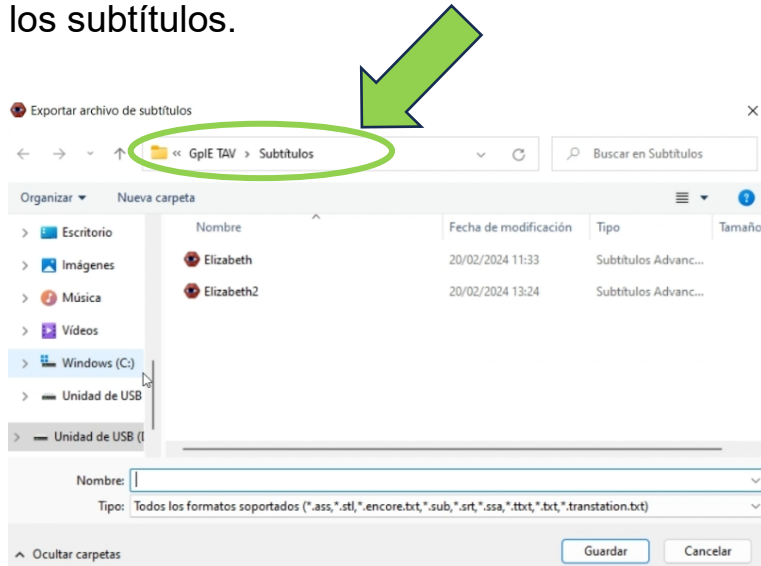 los subtítulos.
Exportar archivo de subtítulos
« GpIE TAV > Subtítulos
Buscar en Subtítulos
Organizar
Nueva carpeta
Nombre Fecha de modificación Tipo Tamaño
Escritorio
Imágenes
Música
Vídeos
Windows (C:)
Unidad de USB
Unidad de USB (
Elizabeth 20/02/2024 11:33 Subtítulos Advanc...
Elizabeth2 20/02/2024 13:24 Subtítulos Advanc...
Nombre:
Tipo: Todos los formatos soportados (*.ass,*.stl,*.encore.txt,*.sub,*.srt,*.ssa,*.ttxt,*.txt,*.transtation.txt)
Ocultar carpetas
Guardar Cancelar